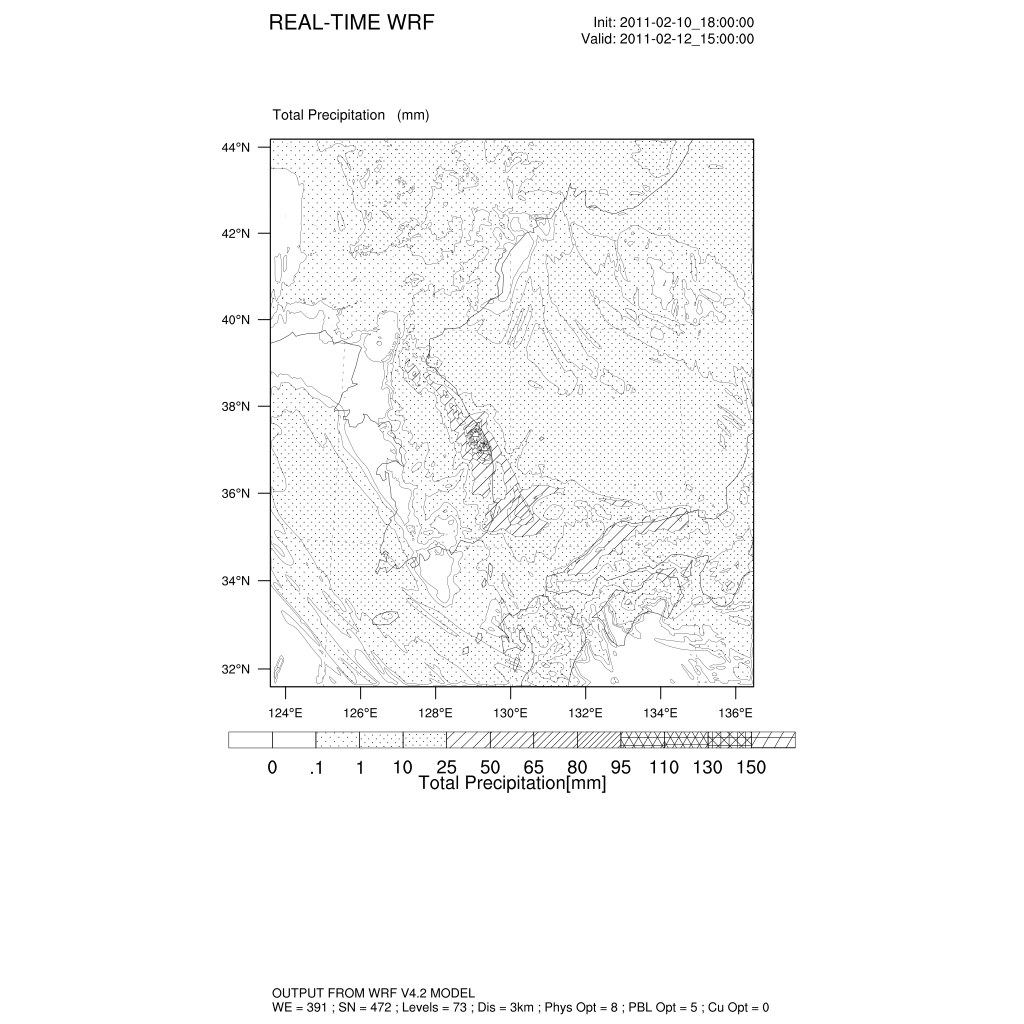 REAL-TIME WRF
Init: 2011-02-10_18:00:00
Valid: 2011-02-12_15:00:00
Total Precipitation (mm)
44°N
42°N
40°N
38°N
36°N
34°N
32°N
124°E 126°E 128°E 130°E 132°E 134°E 136°E
0 .1 1 10 25 50 65 80 95 110 130 150
Total Precipitation[mm]
OUTPUT FROM WRF V4.2 MODEL
WE = 391 ; SN = 472 ; Levels = 73 ; Dis = 3km ; Phys Opt = 8 ; PBL Opt = 5 ; Cu Opt = 0